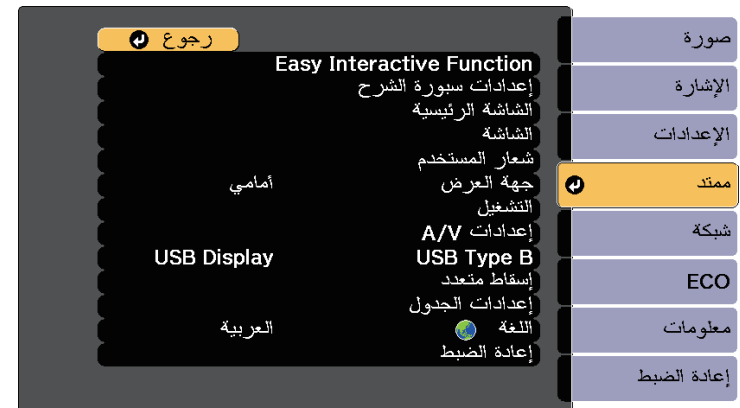 صورة
الإشارة
الإعدادات
ممتد
شبكة
ECO
معلومات
إعادة الضبط
رجوع
Easy Interactive Function
إعدادات سبورة الشرح
الشاشة الرئيسية
الشاشة
شعار المستخدم
جهة العرض أمامي
التشغيل
إعدادات A/V
USB Type B USB Display
إسقاط متعدد
إعدادات الجدول
اللغة العربية
إعادة الضبط